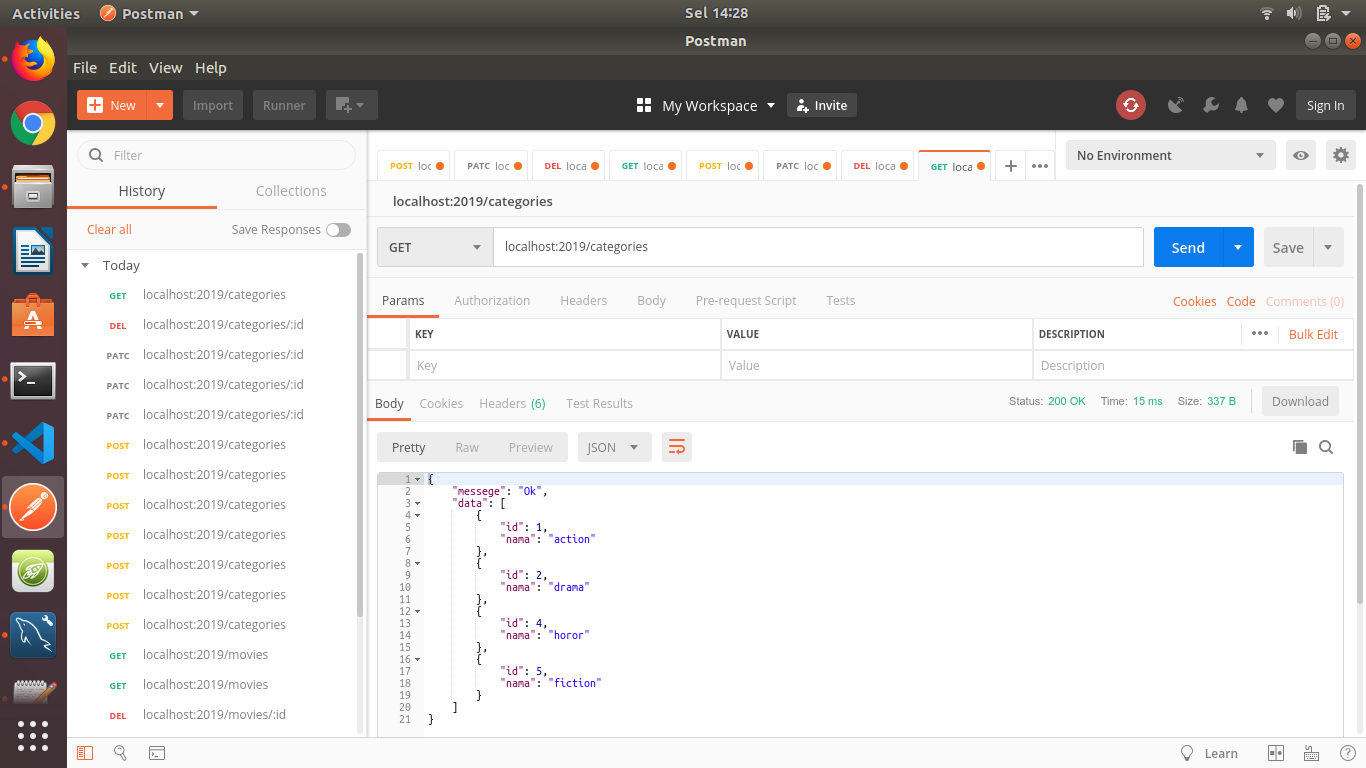 Activities Postman Sel 14:28
Postman
File Edit View Help
New Import Runner My Workspace Invite Sign In
Filter
History Collections
Clear all Save Responses
Today
GET localhost:2019/categories
DEL localhost:2019/categories/:id
PATC localhost:2019/categories/:id
PATC localhost:2019/categories/:id
PATC localhost:2019/categories/:id
POST localhost:2019/categories
POST localhost:2019/categories
POST localhost:2019/categories
POST localhost:2019/categories
POST localhost:2019/categories
POST localhost:2019/categories
POST localhost:2019/categories
GET localhost:2019/movies
GET localhost:2019/movies
DEL localhost:2019/movies/:id
POST loc PATC loc DEL loca GET loca POST loc PATC loc DEL loca GET loca + ••• No Environment
localhost:2019/categories
GET localhost:2019/categories Send Save
Params Authorization Headers Body Pre-request Script Tests Cookies Code Comments (0)
KEY VALUE DESCRIPTION ••• Bulk Edit
Key Value Description
Body Cookies Headers (6) Test Results Status: 200 OK Time: 15 ms Size: 337 B Download
Pretty Raw Preview JSON
1 {
2 "messege": "Ok",
3 "data": [
4 {
5 "id": 1,
6 "nama": "action"
7 },
8 {
9 "id": 2,
10 "nama": "drama"
11 },
12 {
13 "id": 4,
14 "nama": "horor"
15 },
16 {
17 "id": 5,
18 "nama": "fiction"
19 }
20 ]
21 }
Learn